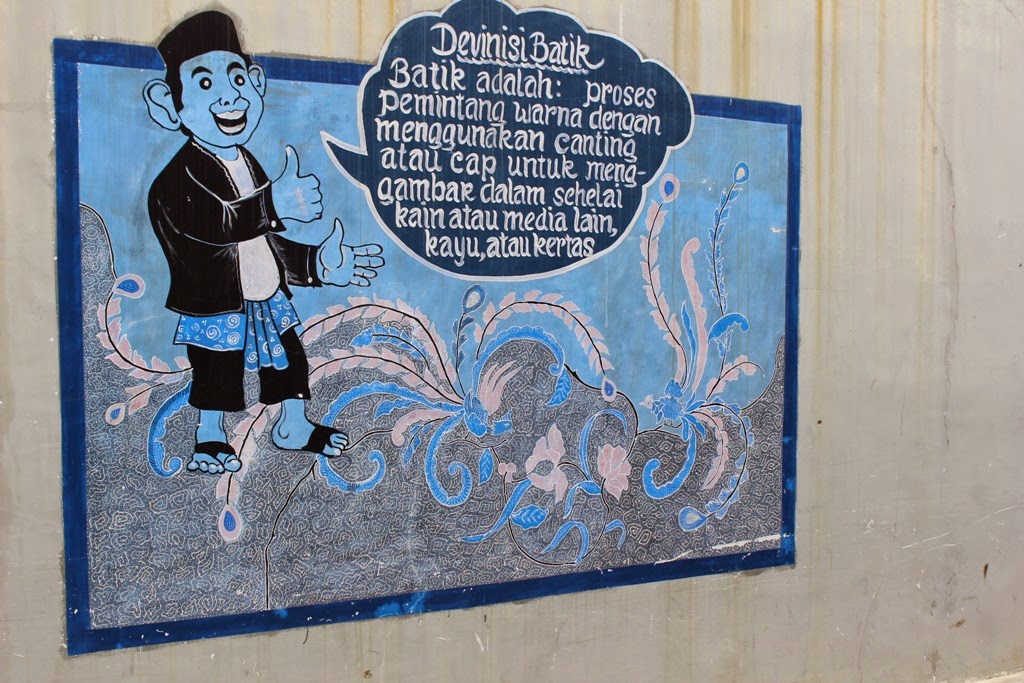 Devinisi Batik
Batik adalah: proses
Pemintang warna dengan
menggunakan canting
atau cap untuk meng-
gambar dalam sehelai
kain atau media lain,
kayu, atau kertas